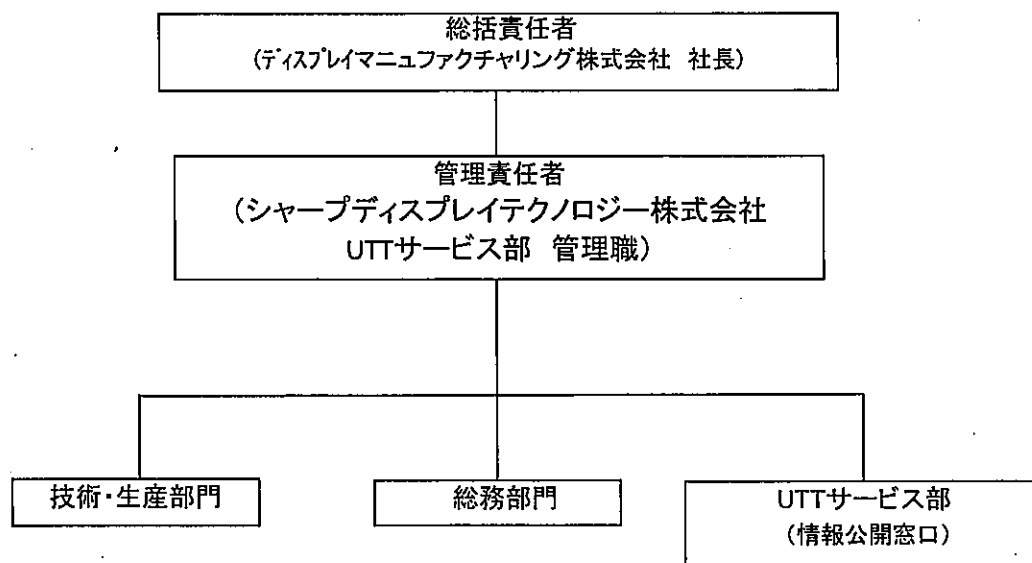 総括責任者
(ディスプレイマニュファクチャリング株式会社 社長)
管理責任者
(シャープディスプレイテクノロジー株式会社
UTTサービス部 管理職)
技術・生産部門
総務部門
UTTサービス部
(情報公開窓口)